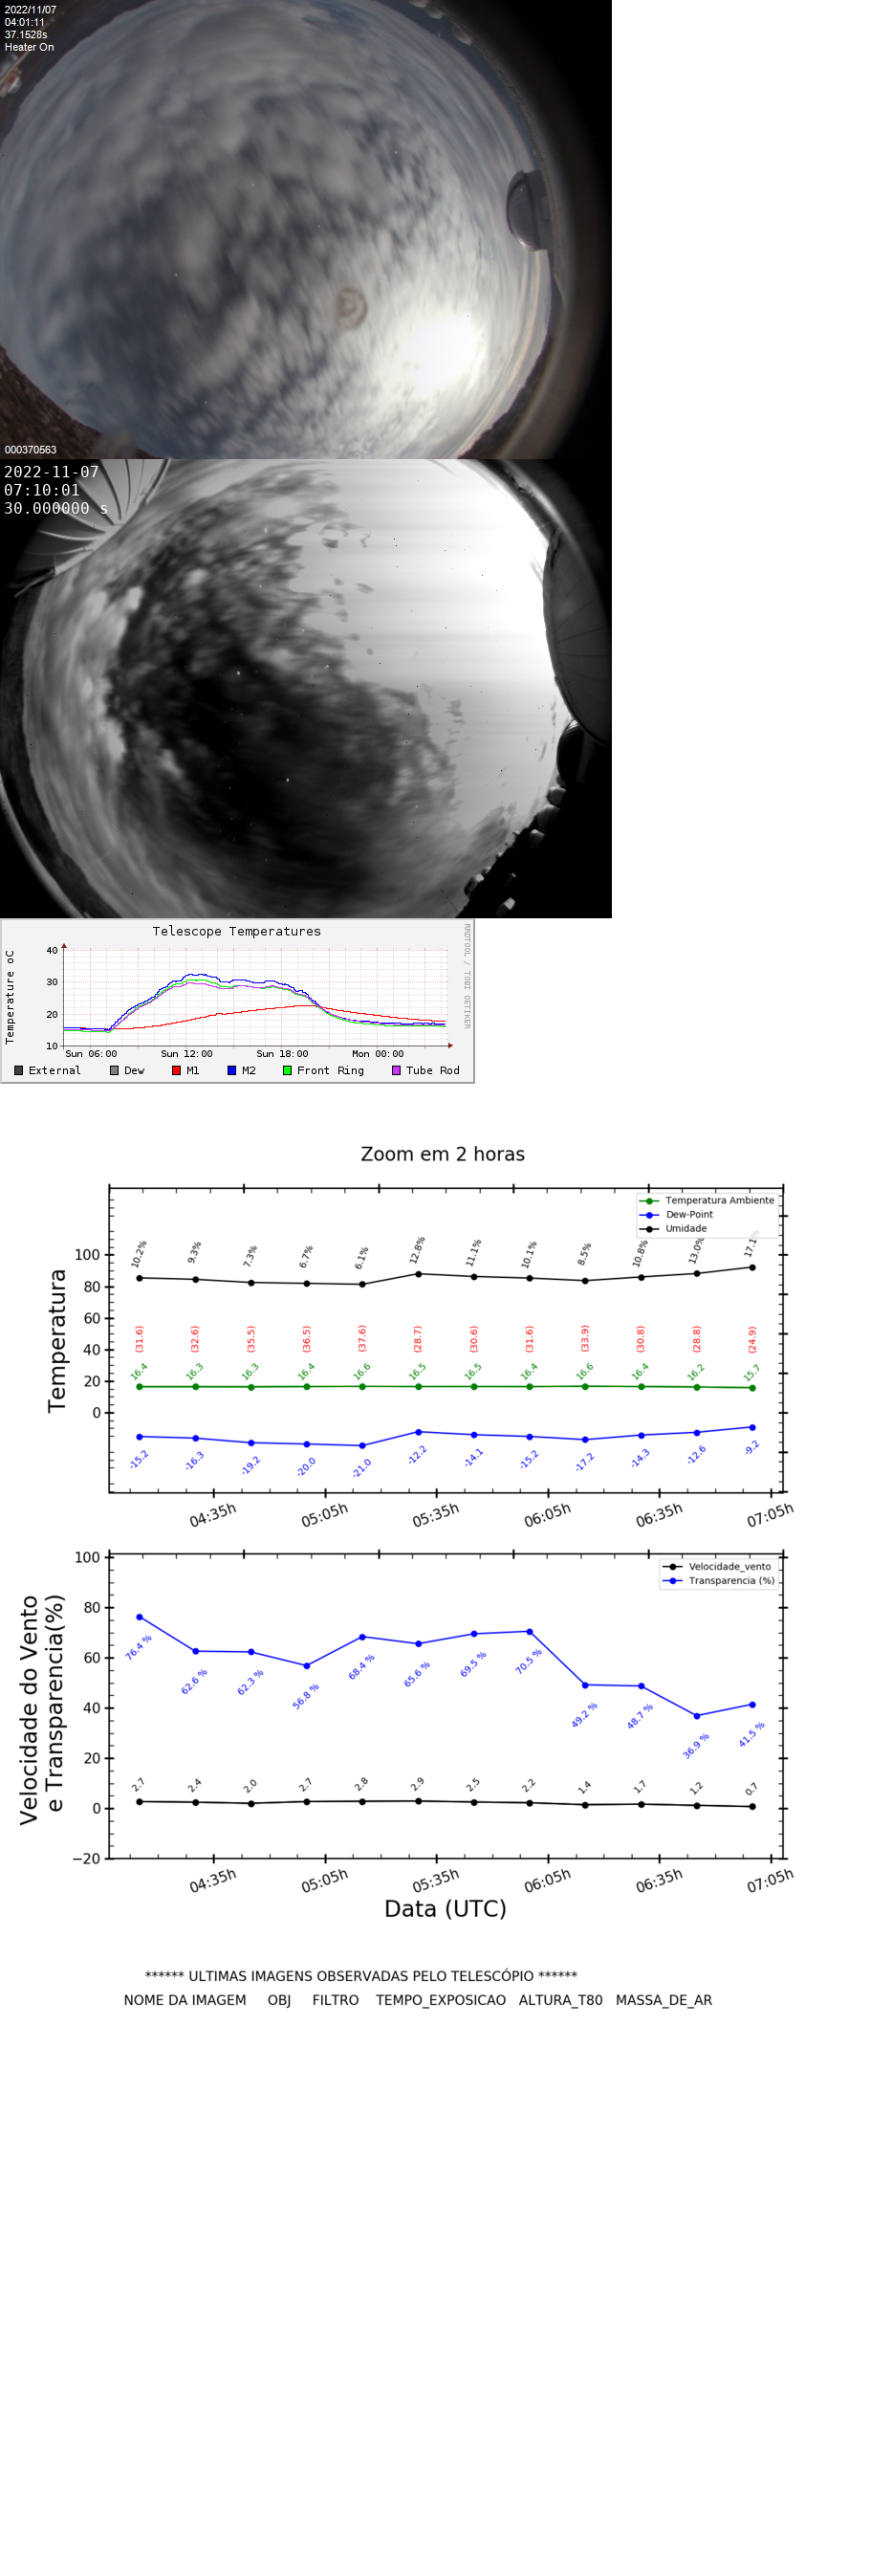 2022/11/07
04:01:11
37.1528s
Heater On
000370563
2022-11-07
07:10:01
30.000000 s
Telescope Temperatures
RRDTOOL / TOBI OETIKER
Temperature oC
40
30
20
10
Sun 06:00 Sun 12:00 Sun 18:00 Mon 00:00
External Dew M1 M2 Front Ring Tube Rod
Zoom em 2 horas
Temperatura Ambiente
Dew-Point
Umidade
Temperatura
100
80
60
40
20
0
10.2% 9.3% 7.3% 6.7% 6.1% 12.8% 11.1% 10.1% 8.5% 10.8% 13.0% 17.1
(31.6) (32.6) (35.5) (36.5) (37.6) (28.7) (30.6) (31.6) (33.9) (30.8) (28.8) (24.9)
16.4 16.3 16.3 16.4 16.6 16.5 16.5 16.4 16.6 16.4 16.2 15.7
-15.2 -16.3 -19.2 -20.0 -21.0 -12.2 -14.1 -15.2 -17.2 -14.3 -12.6 -9.2
04:35h 05:05h 05:35h 06:05h 06:35h 07:05h
Velocidade_vento
Transparencia (%)
Velocidade do Vento
e Transparencia(%)
100
80
60
40
20
0
−20
76.4 % 62.6 % 62.3 % 56.8 % 68.4 % 65.6 % 69.5 % 70.5 % 49.2 % 48.7 % 36.9 % 41.5 %
2.7 2.4 2.0 2.7 2.8 2.9 2.5 2.2 1.4 1.7 1.2 0.7
04:35h 05:05h 05:35h 06:05h 06:35h 07:05h
Data (UTC)
****** ULTIMAS IMAGENS OBSERVADAS PELO TELESCÓPIO ******
NOME DA IMAGEM OBJ FILTRO TEMPO_EXPOSICAO ALTURA_T80 MASSA_DE_AR